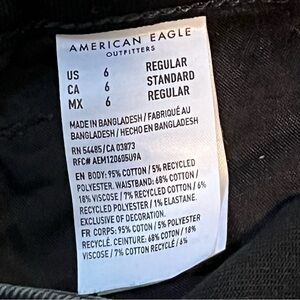 AMERICAN EAGLE
OUTFITTERS
US 6 REGULAR
CA 6 STANDARD
MX 6 REGULAR
MADE IN BANGLADESH / FABRIQUÉ AU
BANGLADESH / HECHO EN BANGLADESH
RN 54485 / CA 03873
RFC# AEM120605U9A
EN BODY: 95% COTTON / 5% RECYCLED
POLYESTER. WAISTBAND: 68% COTTON /
18% VISCOSE / 7% RECYCLED COTTON / 6%
RECYCLED POLYESTER / 1% ELASTANE.
EXCLUSIVE OF DECORATION.
FR CORPS: 95% COTON / 5% POLYESTER
RECYCLÉ. CEINTURE: 68% COTON / 18%
VISCOSE / 7% COTON RECYCLÉ / 6%